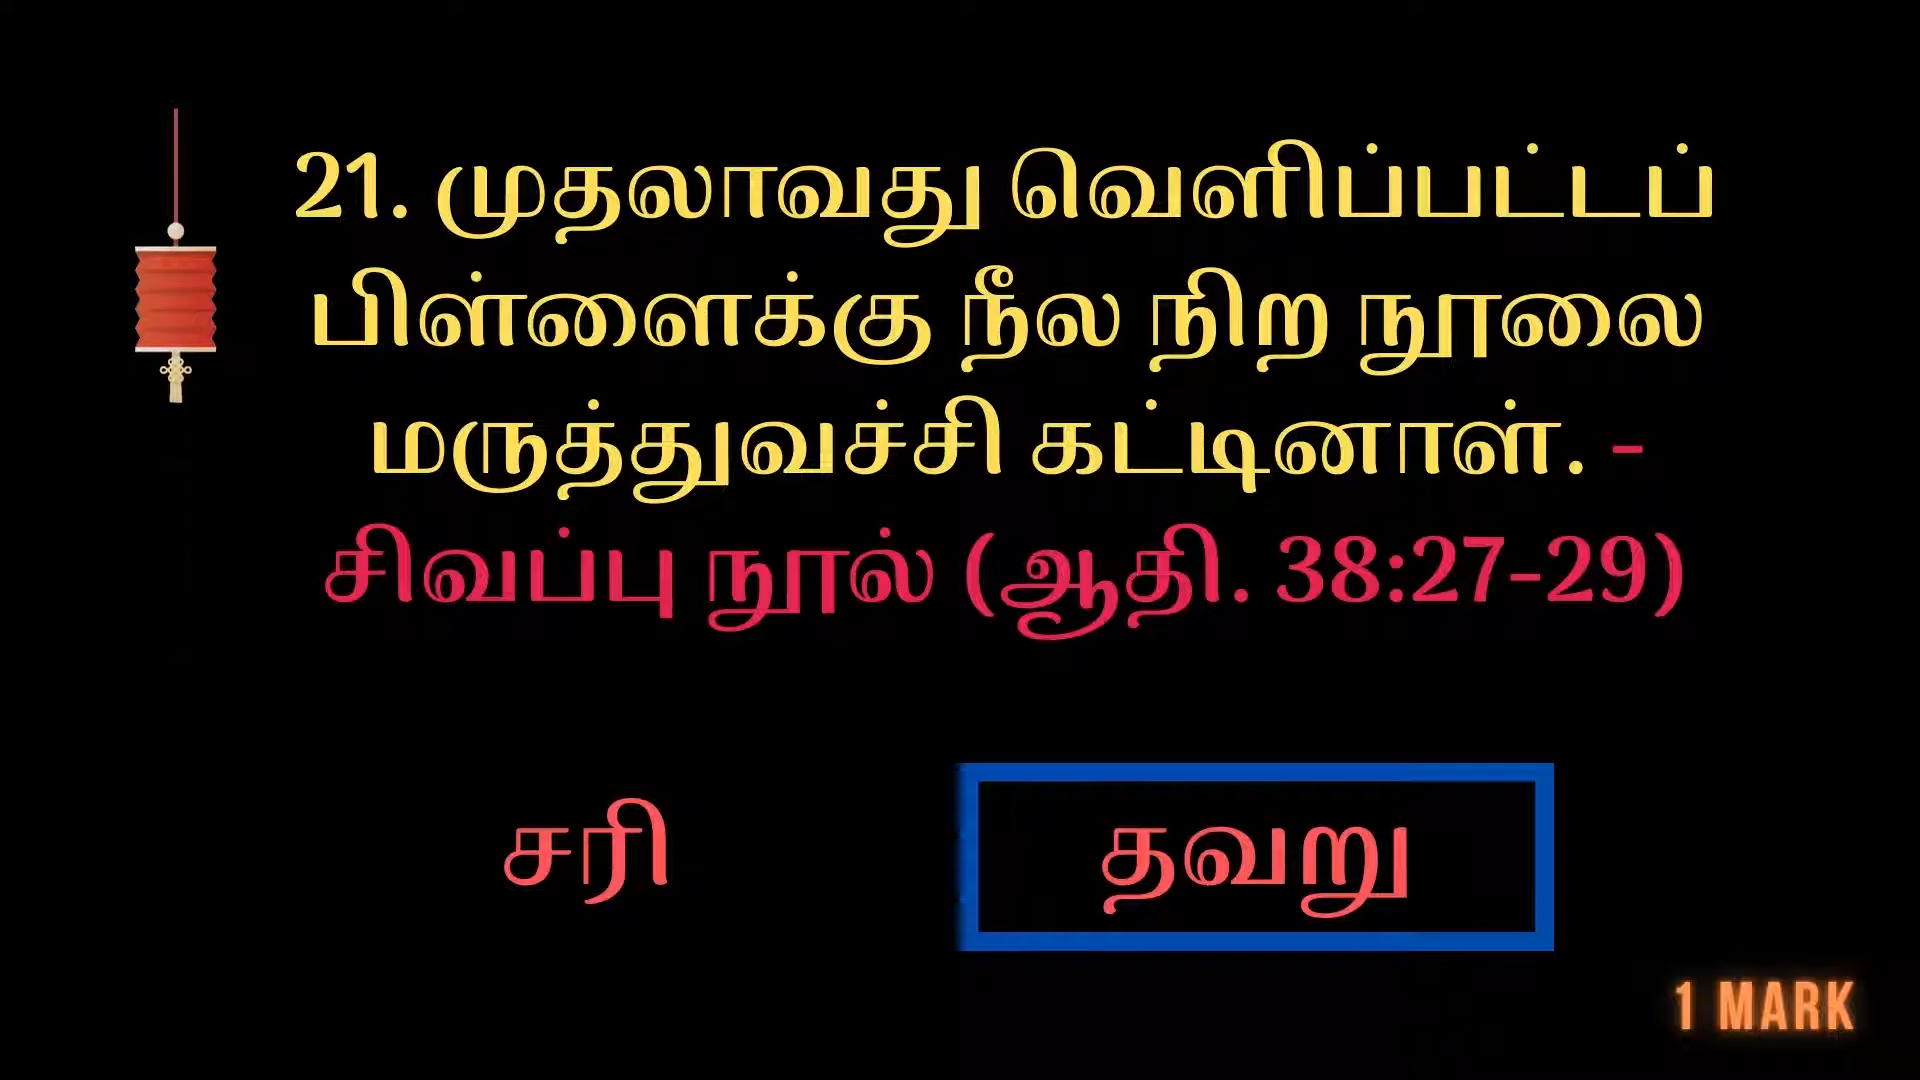 21. முதலாவது வெளிப்பட்டப்
பிள்ளைக்கு நீல நிற நூலை
மருத்துவச்சி கட்டினாள். -
சிவப்பு நூல் (ஆதி. 38:27-29)
சரி
தவறு
1 MARK